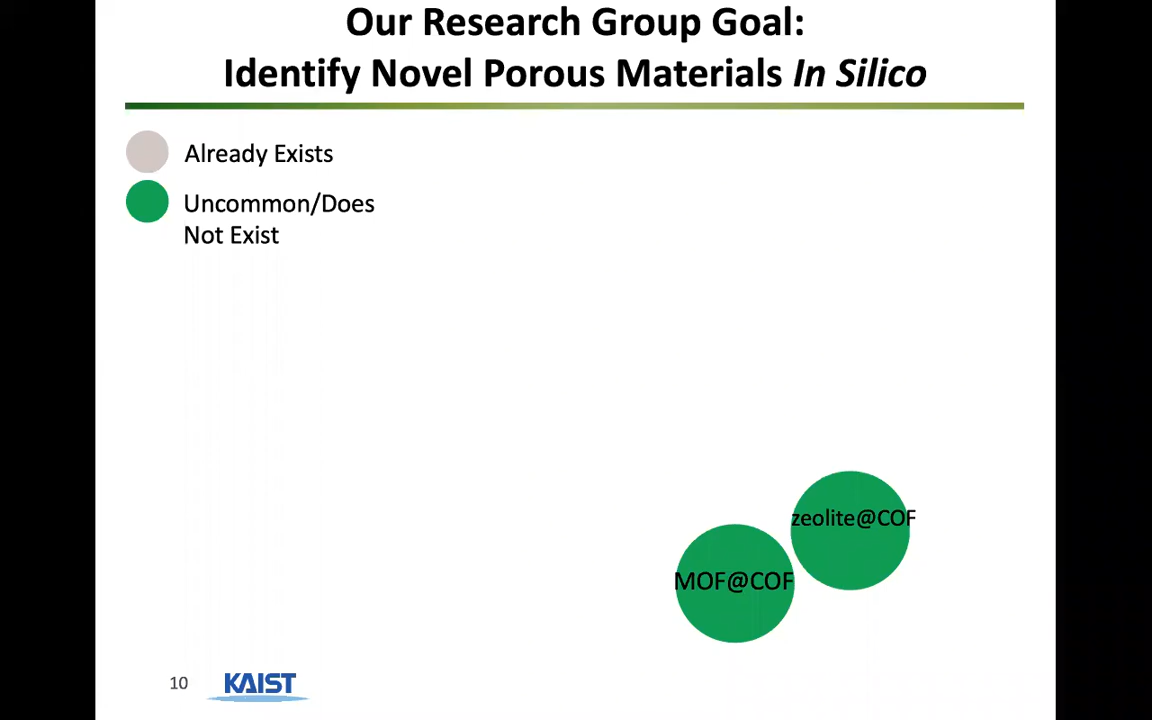 Our Research Group Goal:
Identify Novel Porous Materials In Silico
Already Exists
Uncommon/Does
Not Exist
zeolite@COF
MOF@COF
10
KAIST